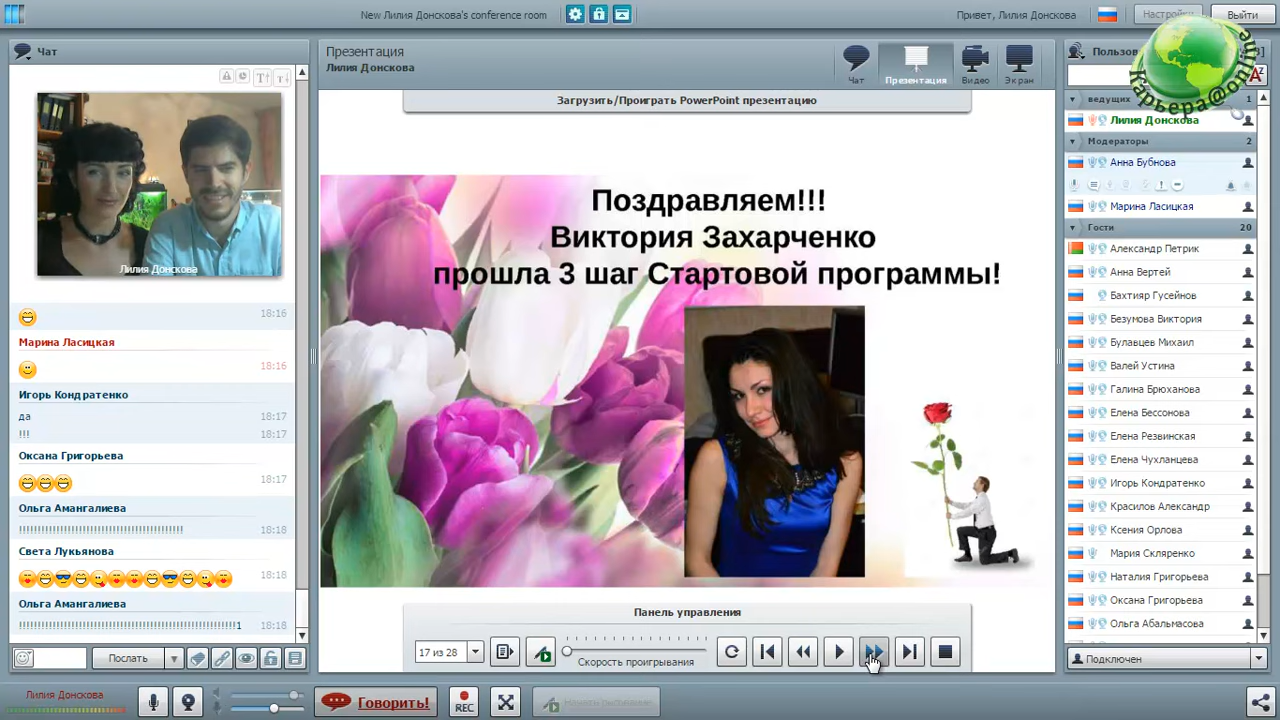 New Лилия Донскова's conference room
Привет, Лилия Донскова
Настройки
Выйти
Чат
Лилия Донскова
18:16
Марина Ласицкая
18:16
Игорь Кондратенко
да
18:17
!!!
18:17
Оксана Григорьева
18:17
Ольга Амангалиева
18:18
Света Лукьянова
18:18
Ольга Амангалиева
18:18
Послать
Презентация
Лилия Донскова
Чат
Презентация
Видео
Экран
Загрузить/Проиграть PowerPoint презентацию
Поздравляем!!!
Виктория Захарченко
прошла 3 шаг Стартовой программы!
Панель управления
17 из 28
Скорость проигрывания
карьера@online
ведущих
1
Лилия Донскова
Модераторы
2
Анна Бубнова
Марина Ласицкая
Гости
20
Александр Петрик
Анна Вертей
Бахтияр Гусейнов
Безумова Виктория
Булавцев Михаил
Валей Устина
Галина Брюханова
Елена Бессонова
Елена Резвинская
Елена Чухланцева
Игорь Кондратенко
Красилов Александр
Ксения Орлова
Мария Скляренко
Наталия Григорьева
Оксана Григорьева
Ольга Абальмасова
Подключен
Лилия Донскова
Говорить!
REC